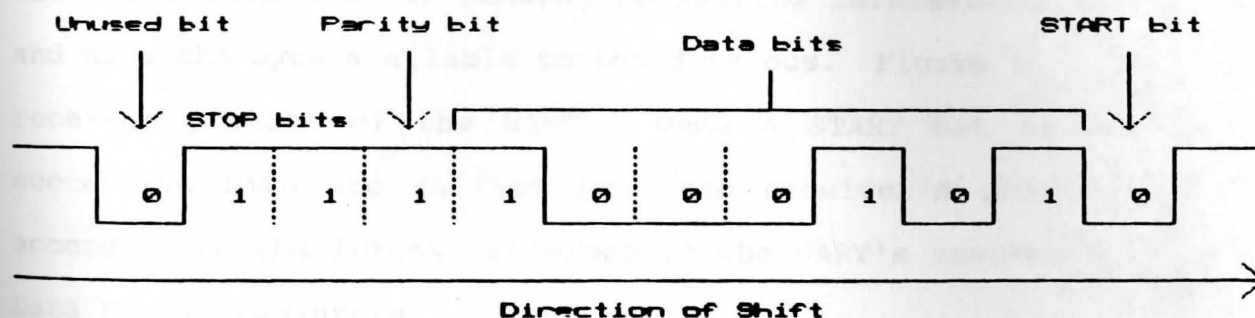 Unused bit Parity bit START bit
Data bits
STOP bits
0 1 1 1 1 0 0 0 1 0 1 0
Direction of Shift